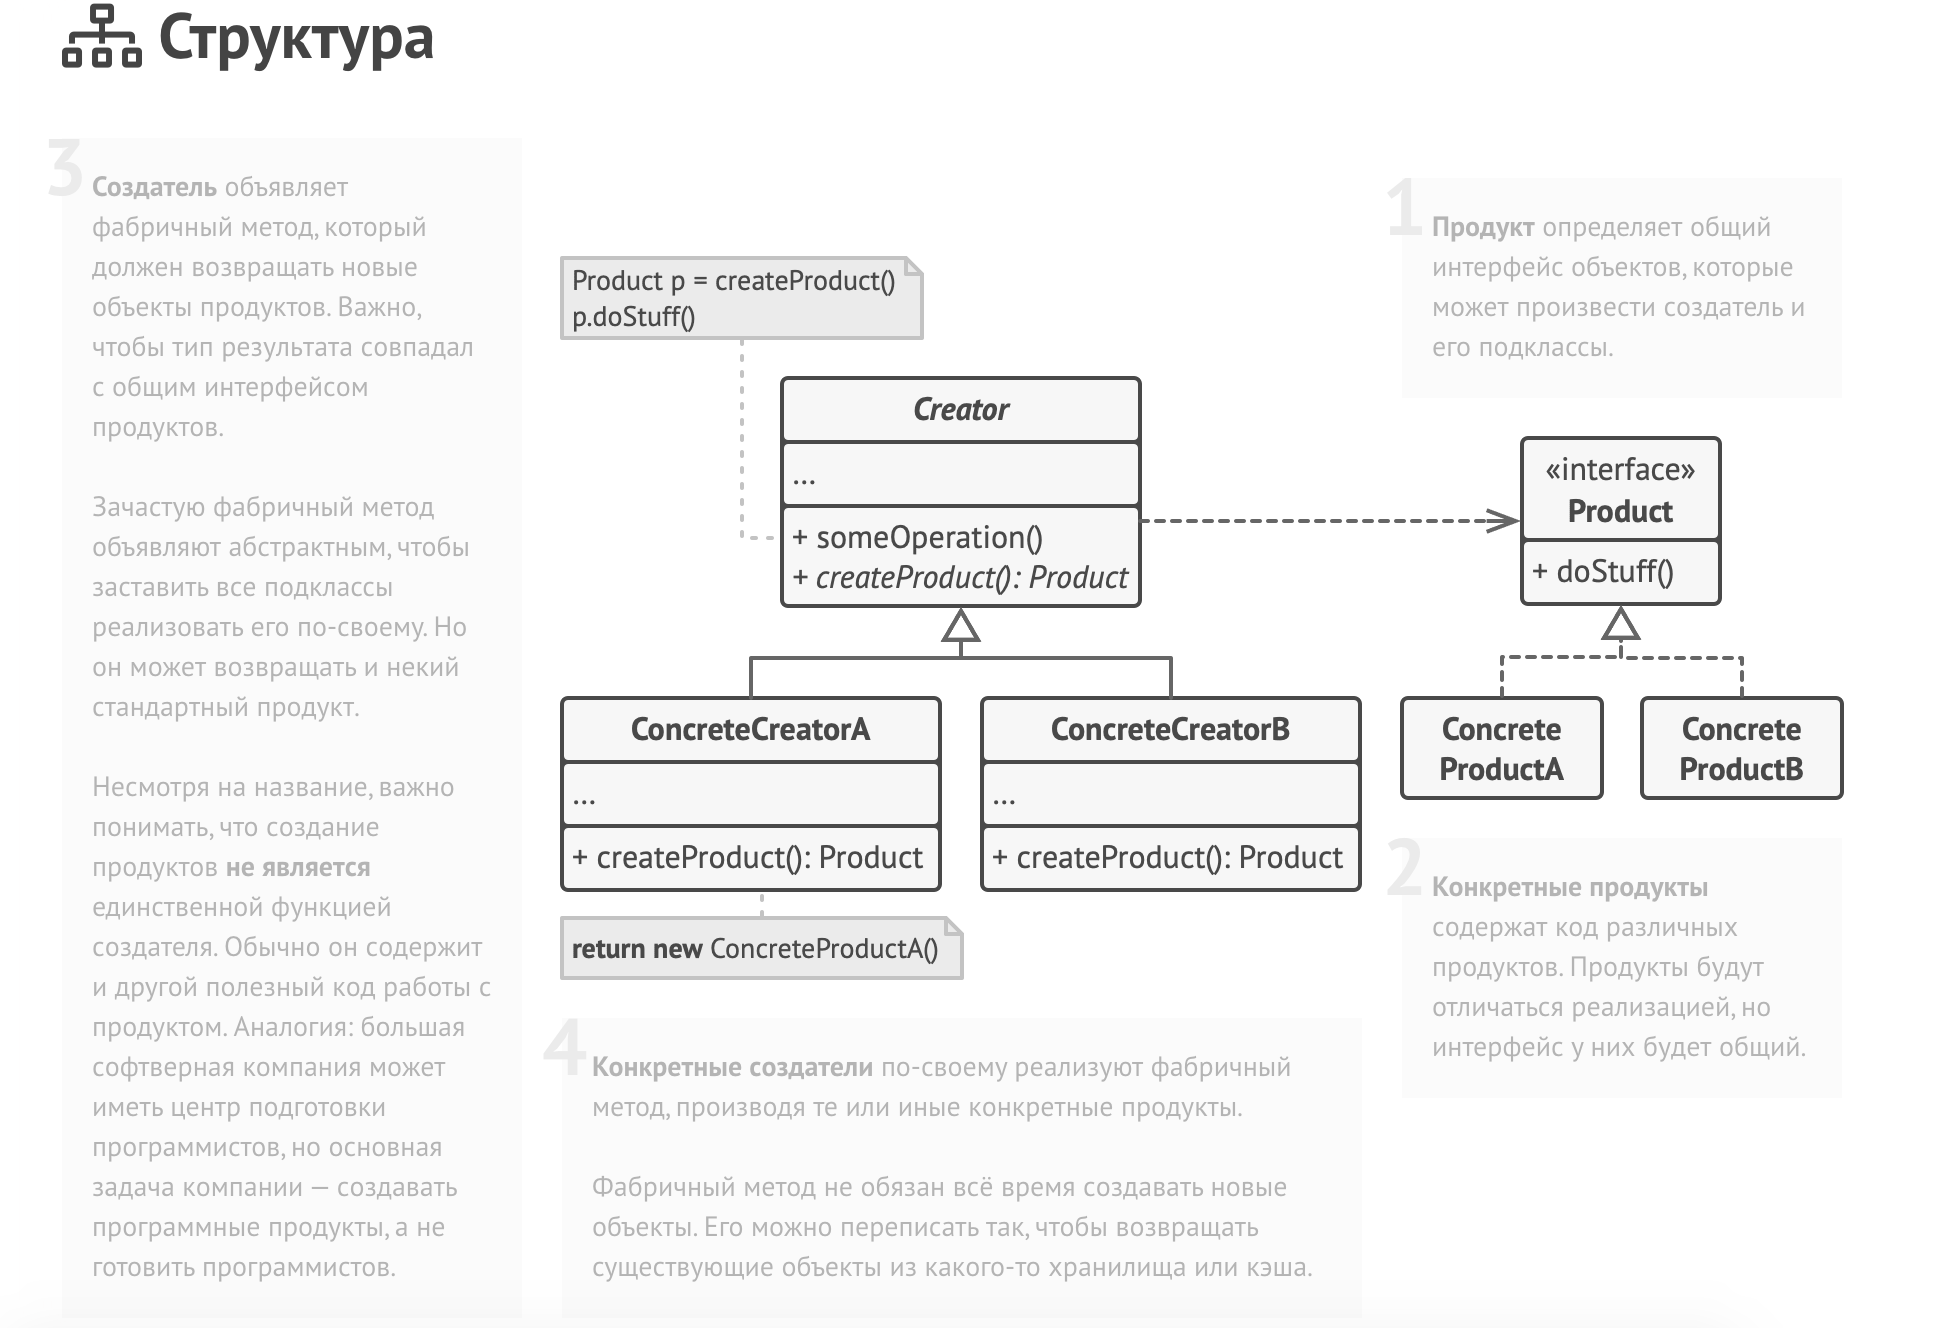 Структура
3
Создатель объявляет
фабричный метод, который
должен возвращать новые
объекты продуктов. Важно,
чтобы тип результата совпадал
с общим интерфейсом
продуктов.
Зачастую фабричный метод
объявляют абстрактным, чтобы
заставить все подклассы
реализовать его по-своему. Но
он может возвращать и некий
стандартный продукт.
Несмотря на название, важно
понимать, что создание
продуктов не является
единственной функцией
создателя. Обычно он содержит
и другой полезный код работы с
продуктом. Аналогия: большая
софтверная компания может
иметь центр подготовки
программистов, но основная
задача компании — создавать
программные продукты, а не
готовить программистов.
Product p = createProduct()
p.doStuff()
Creator
...
+ someOperation()
+ createProduct(): Product
ConcreteCreatorA
...
+ createProduct(): Product
return new ConcreteProductA()
ConcreteCreatorB
...
+ createProduct(): Product
1
Продукт определяет общий
интерфейс объектов, которые
может произвести создатель и
его подклассы.
«interface»
Product
+ doStuff()
Concrete
ProductA
Concrete
ProductB
2
Конкретные продукты
содержат код различных
продуктов. Продукты будут
отличаться реализацией, но
интерфейс у них будет общий.
4
Конкретные создатели по-своему реализуют фабричный
метод, производя те или иные конкретные продукты.
Фабричный метод не обязан всё время создавать новые
объекты. Его можно переписать так, чтобы возвращать
существующие объекты из какого-то хранилища или кэша.